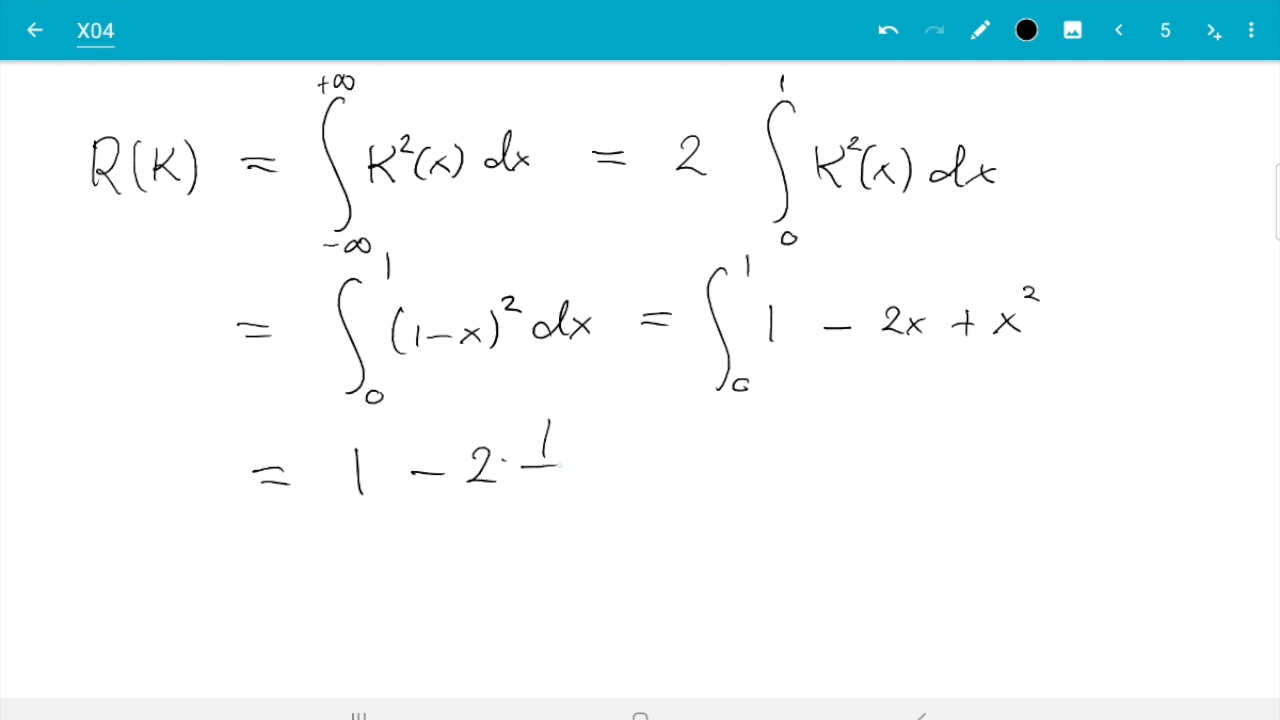 X04 5
R(K) = ∫_{-∞}^{+∞} K²(x) dx = 2 ∫_0^1 K²(x) dx
= ∫_0^1 (1-x)² dx = ∫_0^1 1 - 2x + x²
= 1 - 2 · 1/